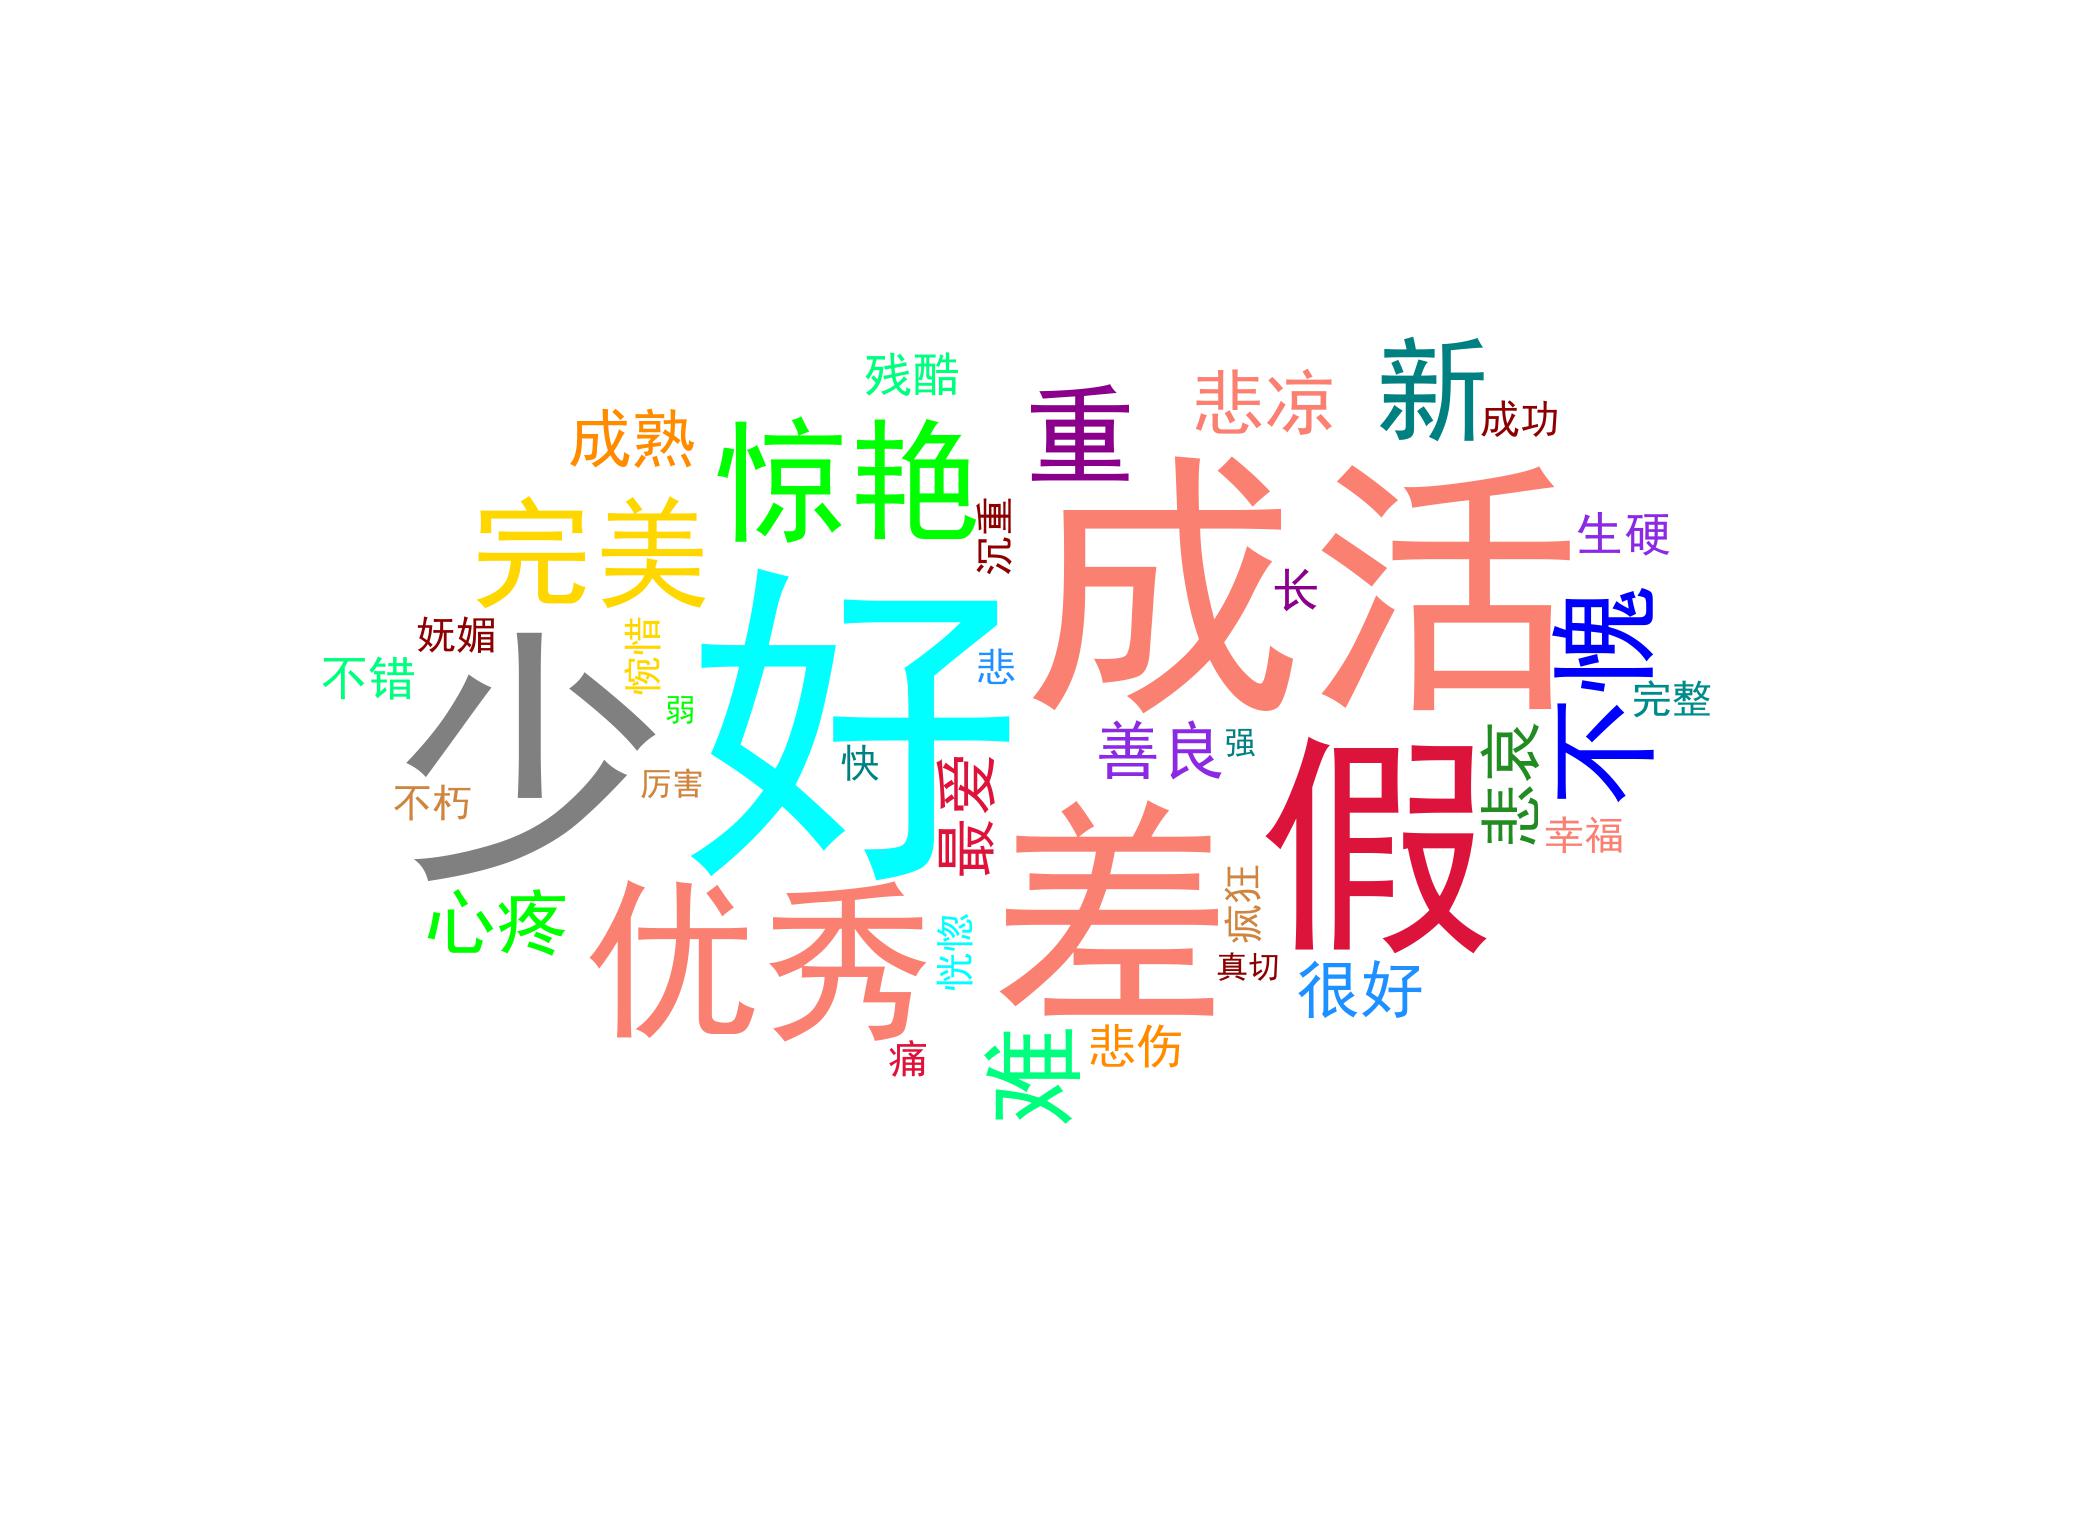 残酷
新
悲凉
重
成功
成熟
惊艳
完美
沉重
成活
生硬
长
不愧
妩媚
惋惜
不错
少
好
悲
弱
完整
善良
强
快
假
悲哀
不朽
厉害
最爱
差
幸福
心疼
优秀
恍惚
疯狂
真切
很好
痛
难
悲伤